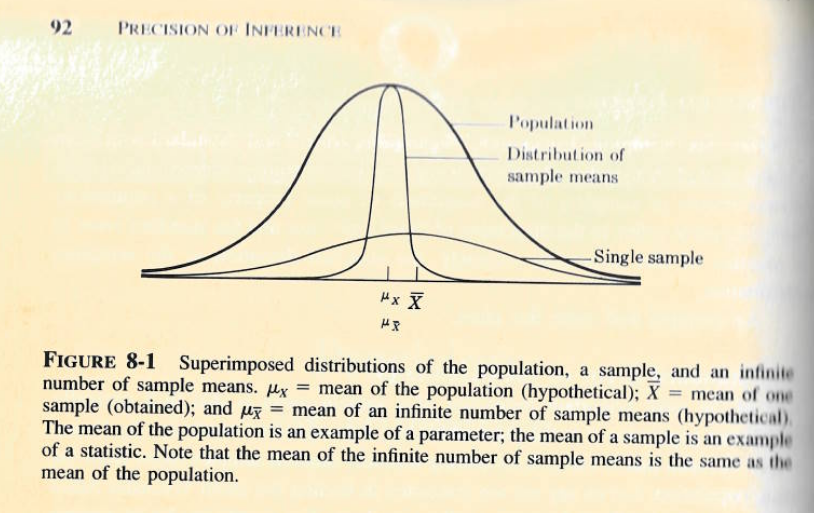 92 PRECISION OF INFERENCE
Population
Distribution of
sample means
Single sample
μx X̅
μx̅
FIGURE 8-1 Superimposed distributions of the population, a sample, and an infinite
number of sample means. μx = mean of the population (hypothetical); X̅ = mean of one
sample (obtained); and μx̅ = mean of an infinite number of sample means (hypothetical).
The mean of the population is an example of a parameter; the mean of a sample is an example
of a statistic. Note that the mean of the infinite number of sample means is the same as the
mean of the population.